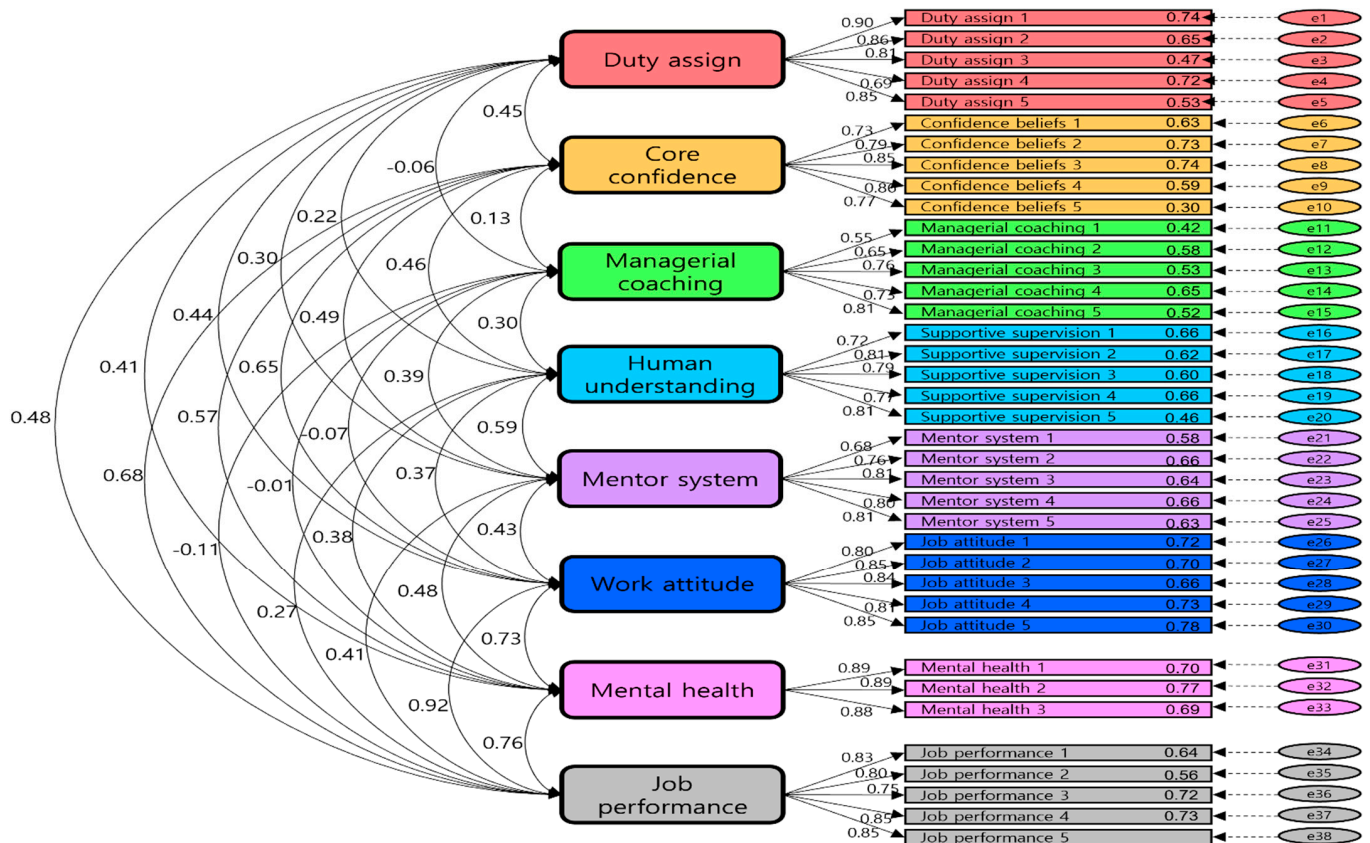 Duty assign
Core
confidence
Managerial
coaching
Human
understanding
Mentor system
Work attitude
Mental health
Job
performance
0.45
-0.06
0.22
0.13
0.30
0.46
0.44
0.49
0.30
0.41
0.65
0.39
0.48
0.57
-0.07
0.59
0.68
-0.01
0.37
0.43
-0.11
0.38
0.48
0.27
0.41
0.73
0.92
0.76
0.90
0.86
0.81
0.69
0.85
0.73
0.79
0.85
0.86
0.77
0.55
0.65
0.76
0.73
0.81
0.72
0.81
0.79
0.77
0.81
0.68
0.76
0.81
0.80
0.81
0.80
0.85
0.84
0.81
0.85
0.89
0.89
0.88
0.83
0.80
0.75
0.85
0.85
Duty assign 1 0.74 e1
Duty assign 2 0.65 e2
Duty assign 3 0.47 e3
Duty assign 4 0.72 e4
Duty assign 5 0.53 e5
Confidence beliefs 1 0.63 e6
Confidence beliefs 2 0.73 e7
Confidence beliefs 3 0.74 e8
Confidence beliefs 4 0.59 e9
Confidence beliefs 5 0.30 e10
Managerial coaching 1 0.42 e11
Managerial coaching 2 0.58 e12
Managerial coaching 3 0.53 e13
Managerial coaching 4 0.65 e14
Managerial coaching 5 0.52 e15
Supportive supervision 1 0.66 e16
Supportive supervision 2 0.62 e17
Supportive supervision 3 0.60 e18
Supportive supervision 4 0.66 e19
Supportive supervision 5 0.46 e20
Mentor system 1 0.58 e21
Mentor system 2 0.66 e22
Mentor system 3 0.64 e23
Mentor system 4 0.66 e24
Mentor system 5 0.63 e25
Job attitude 1 0.72 e26
Job attitude 2 0.70 e27
Job attitude 3 0.66 e28
Job attitude 4 0.73 e29
Job attitude 5 0.78 e30
Mental health 1 0.70 e31
Mental health 2 0.77 e32
Mental health 3 0.69 e33
Job performance 1 0.64 e34
Job performance 2 0.56 e35
Job performance 3 0.72 e36
Job performance 4 0.73 e37
Job performance 5 e38